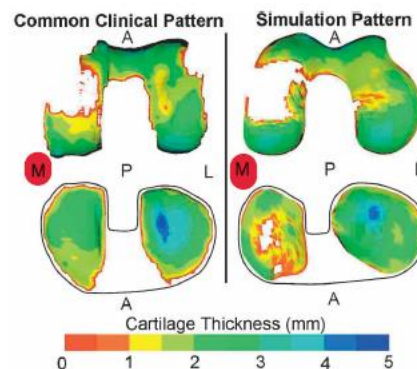 Common Clinical Pattern
Simulation Pattern
A
A
M
P
L
M
P
L
A
A
Cartilage Thickness (mm)
0 1 2 3 4 5